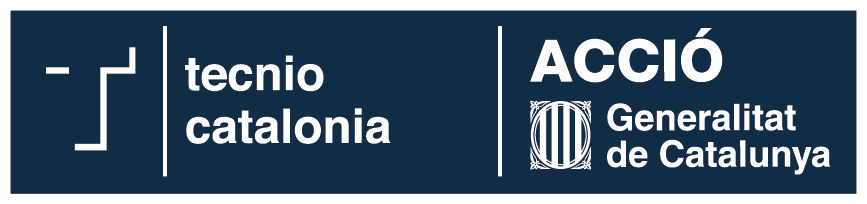 tecnio
catalonia
ACCIÓ
Generalitat
de Catalunya